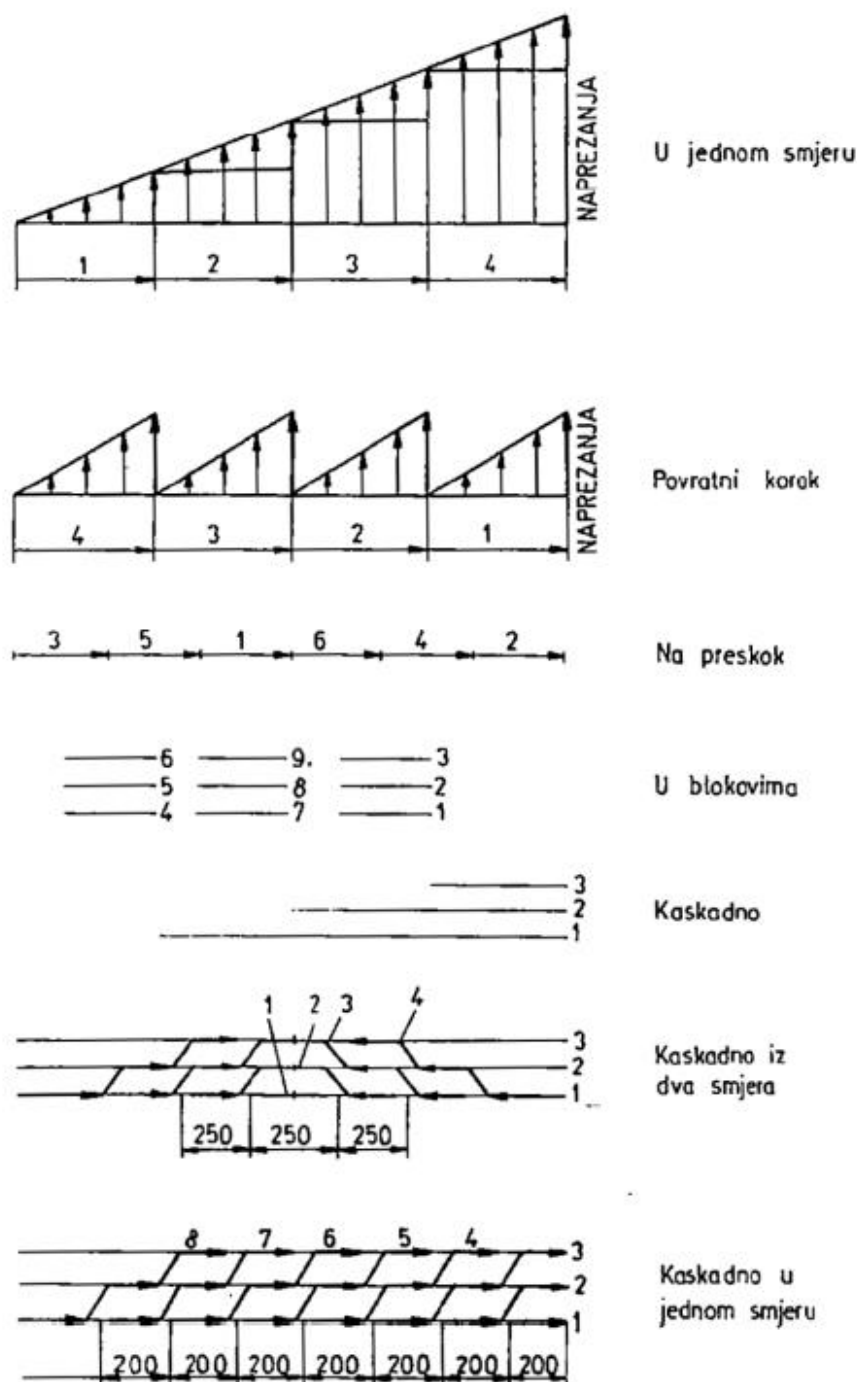 NAPREZANJA
U jednom smjeru
1 2 3 4
NAPREZANJA
Povratni korak
4 3 2 1
3 5 1 6 4 2
Na preskok
6 9. 3
5 8 2
4 7 1
U blokovima
3
2
1
Kaskadno
1 2 3 4
3
2
1
Kaskadno iz
dva smjera
250 250 250
8 7 6 5 4
3
2
1
Kaskadno u
jednom smjeru
200 200 200 200 200 200 200